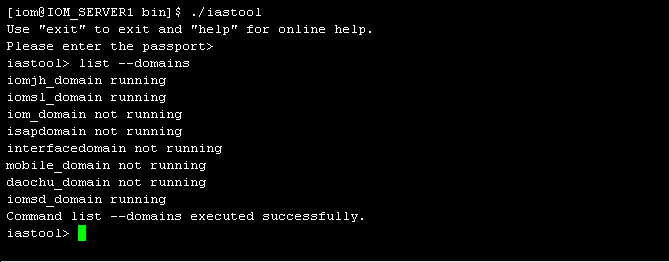 [iom@IOM_SERVER1 bin]$ ./iastool
Use "exit" to exit and "help" for online help.
Please enter the passport>
iastool> list --domains
iomjh_domain running
iomsl_domain running
iom_domain not running
isapdomain not running
interfacedomain not running
mobile_domain not running
daochu_domain not running
iomsd_domain running
Command list --domains executed successfully.
iastool>